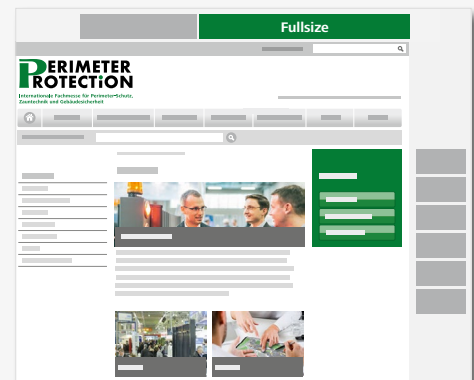 Fullsize
PERIMETER
PROTECTION
Internationale Fachmesse für Perimeter-Schutz,
Zauntechnik und Gebäudesicherheit